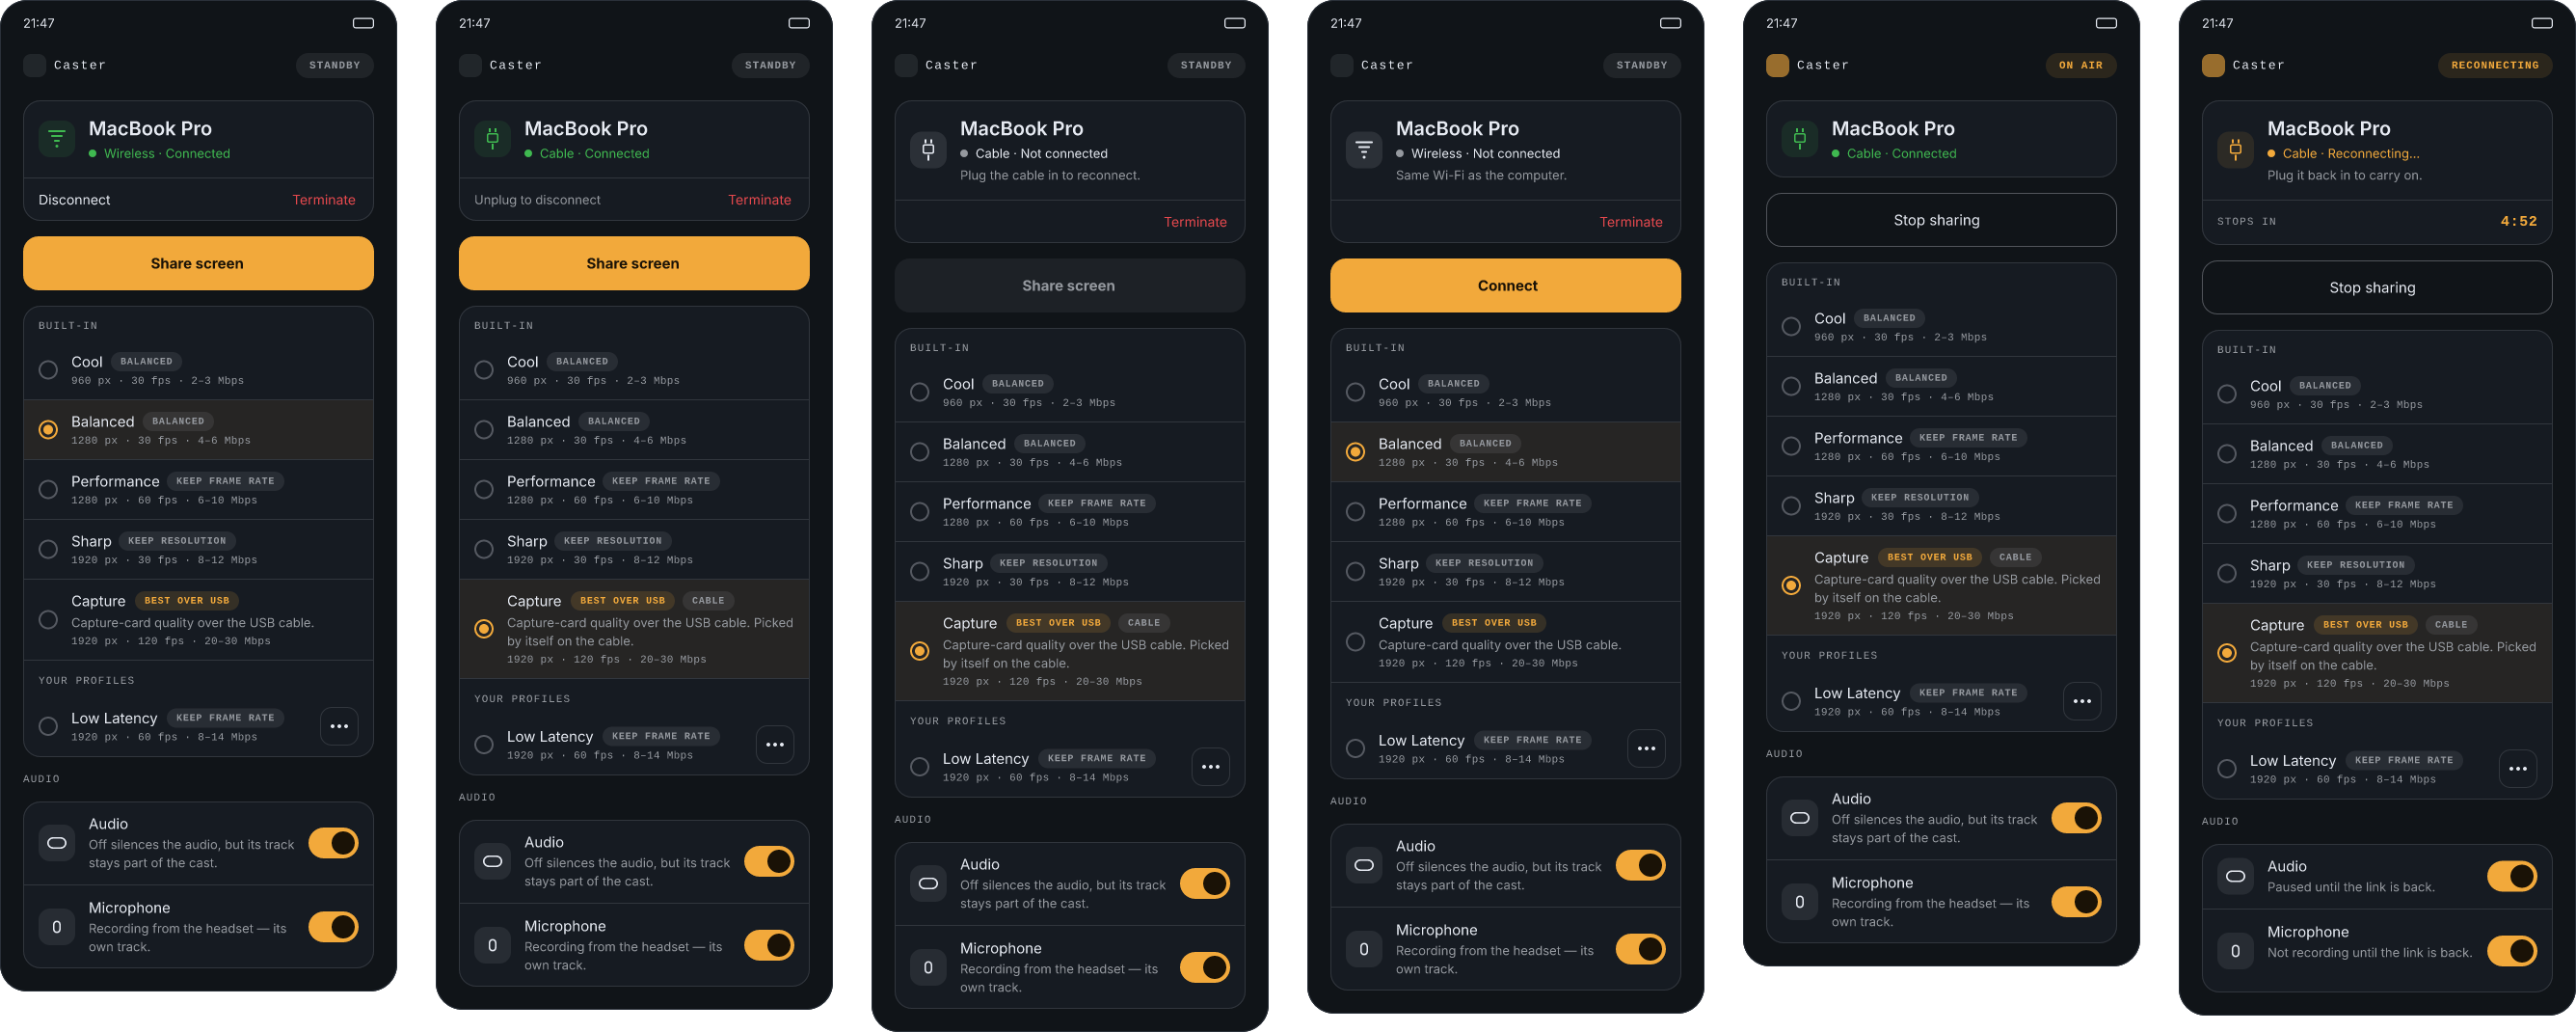 21:47
Caster
STANDBY
MacBook Pro
Wireless · Connected
Disconnect
Terminate
Share screen
BUILT-IN
Cool BALANCED
960 px · 30 fps · 2–3 Mbps
Balanced BALANCED
1280 px · 30 fps · 4–6 Mbps
Performance KEEP FRAME RATE
1280 px · 60 fps · 6–10 Mbps
Sharp KEEP RESOLUTION
1920 px · 30 fps · 8–12 Mbps
Capture BEST OVER USB
Capture-card quality over the USB cable.
1920 px · 120 fps · 20–30 Mbps
YOUR PROFILES
Low Latency KEEP FRAME RATE
1920 px · 60 fps · 8–14 Mbps
AUDIO
Audio
Off silences the audio, but its track
stays part of the cast.
Microphone
Recording from the headset — its
own track.
21:47
Caster
STANDBY
MacBook Pro
Cable · Connected
Unplug to disconnect
Terminate
Share screen
BUILT-IN
Cool BALANCED
960 px · 30 fps · 2–3 Mbps
Balanced BALANCED
1280 px · 30 fps · 4–6 Mbps
Performance KEEP FRAME RATE
1280 px · 60 fps · 6–10 Mbps
Sharp KEEP RESOLUTION
1920 px · 30 fps · 8–12 Mbps
Capture BEST OVER USB CABLE
Capture-card quality over the USB cable. Picked
by itself on the cable.
1920 px · 120 fps · 20–30 Mbps
YOUR PROFILES
Low Latency KEEP FRAME RATE
1920 px · 60 fps · 8–14 Mbps
AUDIO
Audio
Off silences the audio, but its track
stays part of the cast.
Microphone
Recording from the headset — its
own track.
21:47
Caster
STANDBY
MacBook Pro
Cable · Not connected
Plug the cable in to reconnect.
Terminate
Share screen
BUILT-IN
Cool BALANCED
960 px · 30 fps · 2–3 Mbps
Balanced BALANCED
1280 px · 30 fps · 4–6 Mbps
Performance KEEP FRAME RATE
1280 px · 60 fps · 6–10 Mbps
Sharp KEEP RESOLUTION
1920 px · 30 fps · 8–12 Mbps
Capture BEST OVER USB CABLE
Capture-card quality over the USB cable. Picked
by itself on the cable.
1920 px · 120 fps · 20–30 Mbps
YOUR PROFILES
Low Latency KEEP FRAME RATE
1920 px · 60 fps · 8–14 Mbps
AUDIO
Audio
Off silences the audio, but its track
stays part of the cast.
Microphone
Recording from the headset — its
own track.
21:47
Caster
STANDBY
MacBook Pro
Wireless · Not connected
Same Wi-Fi as the computer.
Terminate
Connect
BUILT-IN
Cool BALANCED
960 px · 30 fps · 2–3 Mbps
Balanced BALANCED
1280 px · 30 fps · 4–6 Mbps
Performance KEEP FRAME RATE
1280 px · 60 fps · 6–10 Mbps
Sharp KEEP RESOLUTION
1920 px · 30 fps · 8–12 Mbps
Capture BEST OVER USB
Capture-card quality over the USB cable.
1920 px · 120 fps · 20–30 Mbps
YOUR PROFILES
Low Latency KEEP FRAME RATE
1920 px · 60 fps · 8–14 Mbps
AUDIO
Audio
Off silences the audio, but its track
stays part of the cast.
Microphone
Recording from the headset — its
own track.
21:47
Caster
ON AIR
MacBook Pro
Cable · Connected
Stop sharing
BUILT-IN
Cool BALANCED
960 px · 30 fps · 2–3 Mbps
Balanced BALANCED
1280 px · 30 fps · 4–6 Mbps
Performance KEEP FRAME RATE
1280 px · 60 fps · 6–10 Mbps
Sharp KEEP RESOLUTION
1920 px · 30 fps · 8–12 Mbps
Capture BEST OVER USB CABLE
Capture-card quality over the USB cable. Picked
by itself on the cable.
1920 px · 120 fps · 20–30 Mbps
YOUR PROFILES
Low Latency KEEP FRAME RATE
1920 px · 60 fps · 8–14 Mbps
AUDIO
Audio
Off silences the audio, but its track
stays part of the cast.
Microphone
Recording from the headset — its
own track.
21:47
Caster
RECONNECTING
MacBook Pro
Cable · Reconnecting…
Plug it back in to carry on.
STOPS IN
4:52
Stop sharing
BUILT-IN
Cool BALANCED
960 px · 30 fps · 2–3 Mbps
Balanced BALANCED
1280 px · 30 fps · 4–6 Mbps
Performance KEEP FRAME RATE
1280 px · 60 fps · 6–10 Mbps
Sharp KEEP RESOLUTION
1920 px · 30 fps · 8–12 Mbps
Capture BEST OVER USB CABLE
Capture-card quality over the USB cable. Picked
by itself on the cable.
1920 px · 120 fps · 20–30 Mbps
YOUR PROFILES
Low Latency KEEP FRAME RATE
1920 px · 60 fps · 8–14 Mbps
AUDIO
Audio
Paused until the link is back.
Microphone
Not recording until the link is back.